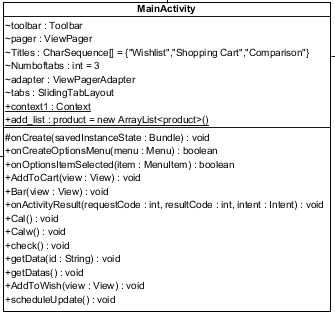 MainActivity
~toolbar : Toolbar
~pager : ViewPager
~Titles : CharSequence[] = {"Wishlist","Shopping Cart","Comparison"}
~Numboftabs : int = 3
~adapter : ViewPagerAdapter
~tabs : SlidingTabLayout
+context1 : Context
+add_list : product = new ArrayList<product>()
#onCreate(savedInstanceState : Bundle) : void
+onCreateOptionsMenu(menu : Menu) : boolean
+onOptionsItemSelected(item : MenuItem) : boolean
+AddToCart(view : View) : void
+Bar(view : View) : void
+onActivityResult(requestCode : int, resultCode : int, intent : Intent) : void
+Cal() : void
+Calw() : void
+check() : void
+getData(id : String) : void
+getDatas() : void
+AddToWish(view : View) : void
+scheduleUpdate() : void